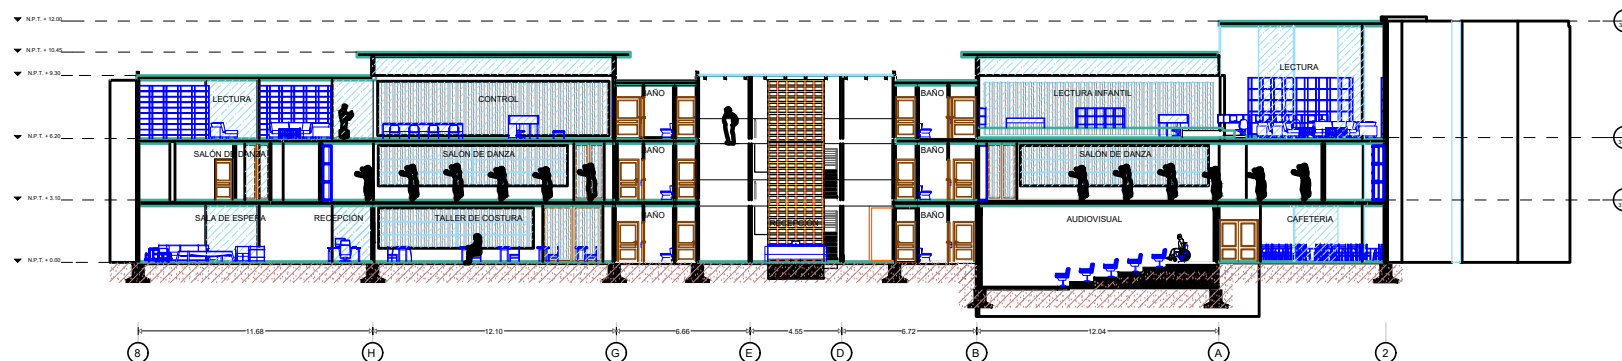 N.P.T. + 12.00
N.P.T. + 10.45
N.P.T. + 9.30
LECTURA
LECTURA
CONTROL
BAÑO
BAÑO
LECTURA INFANTIL
N.P.T. + 6.20
SALÓN DE DANZA
SALÓN DE DANZA
BAÑO
BAÑO
SALÓN DE DANZA
N.P.T. + 3.10
SALA DE ESPERA
RECEPCIÓN
TALLER DE COSTURA
BAÑO
RECEPCIÓN
BAÑO
AUDIOVISUAL
CAFETERIA
N.P.T. + 0.00
11.68
12.10
6.66
4.55
6.72
12.04
8
H
G
E
D
B
A
2